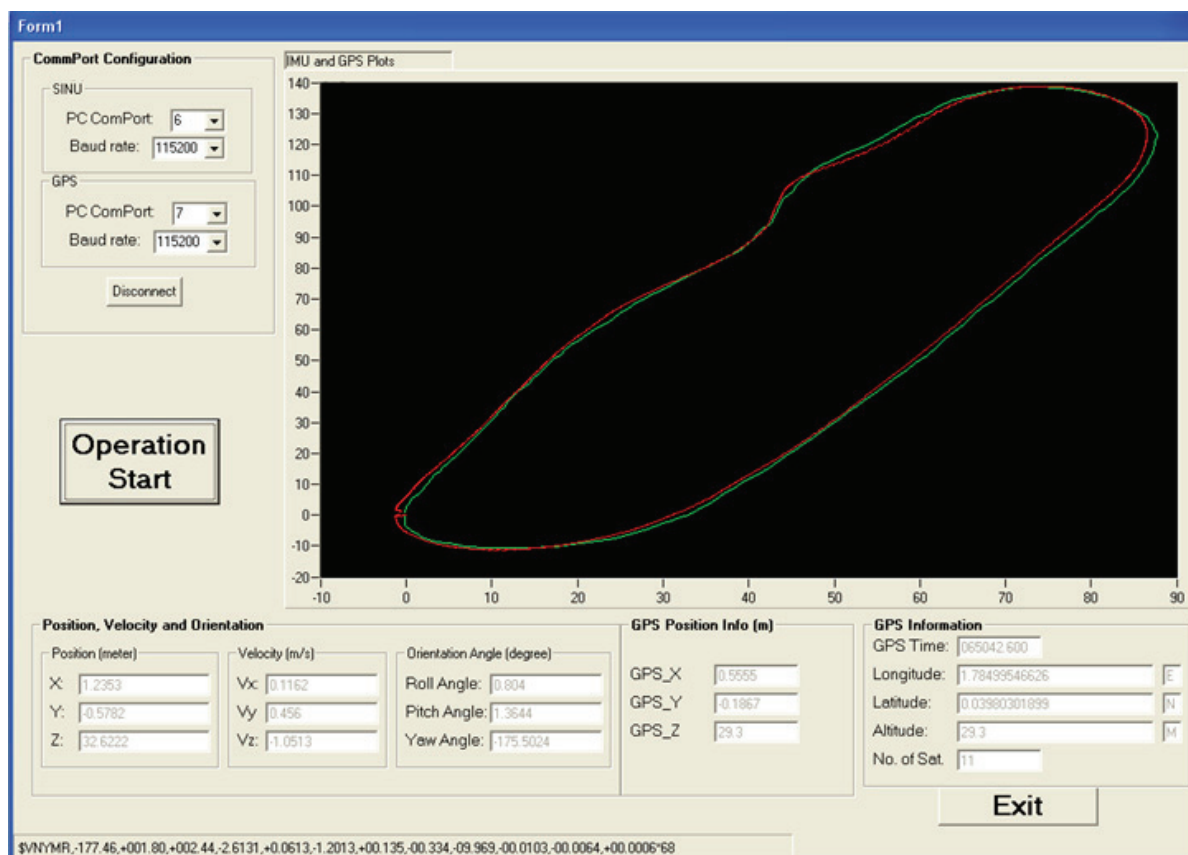 Form1
CommPort Configuration
SINU
PC ComPort: 6
Baud rate: 115200
GPS
PC ComPort: 7
Baud rate: 115200
Disconnect
Operation
Start
IMU and GPS Plots
140
130
120
110
100
90
80
70
60
50
40
30
20
10
0
-10
-20
-10 0 10 20 30 40 50 60 70 80 90
Position, Velocity and Orientation
Position (meter)
X: 1.2353
Y: -0.5782
Z: 32.6222
Velocity (m/s)
Vx: 0.1162
Vy: 0.456
Vz: -1.0513
Orientation Angle (degree)
Roll Angle: 0.804
Pitch Angle: 1.3644
Yaw Angle: -175.5024
GPS Position Info (m)
GPS_X 0.5555
GPS_Y -0.1867
GPS_Z 29.3
GPS Information
GPS Time: 065042.600
Longitude: 1.78499546626 E
Latitude: 0.03980301899 N
Altitude: 29.3 M
No. of Sat. 11
Exit
$VNYMR,-177.46,+001.80,+002.44,-2.6131,+0.0613,-1.2013,+00.135,-00.334,-09.969,-00.0103,-00.0064,+00.0006*68